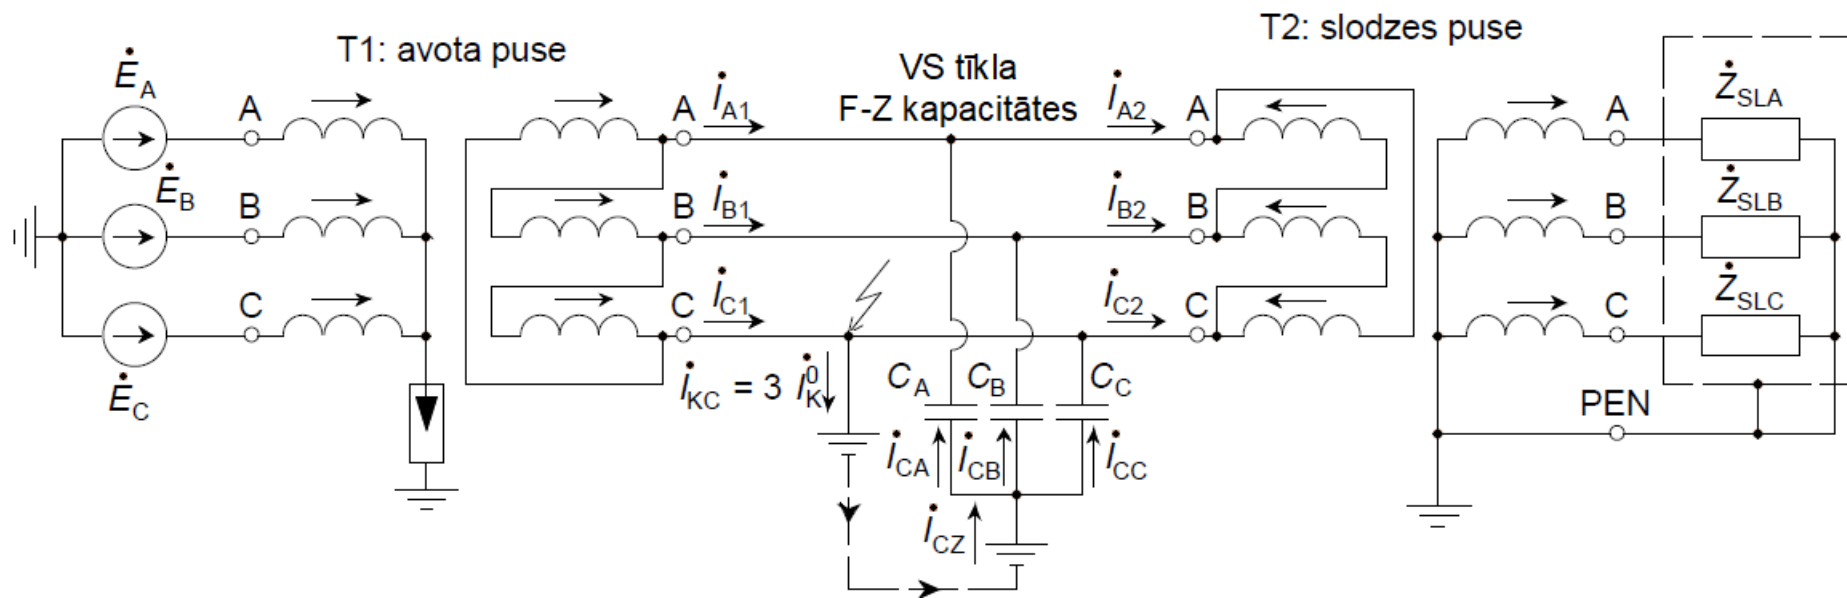 T1: avota puse
T2: slodzes puse
VS tīkla
F-Z kapacitātes
Ė_A
A
A
İ_A1
İ_A2
A
A
Ż_SLA
Ė_B
B
B
İ_B1
İ_B2
B
B
Ż_SLB
C
C
İ_C1
İ_C2
C
C
Ż_SLC
Ė_C
İ_KC = 3 İ_K^0
C_A
C_B
C_C
PEN
İ_CA
İ_CB
İ_CC
İ_CZ